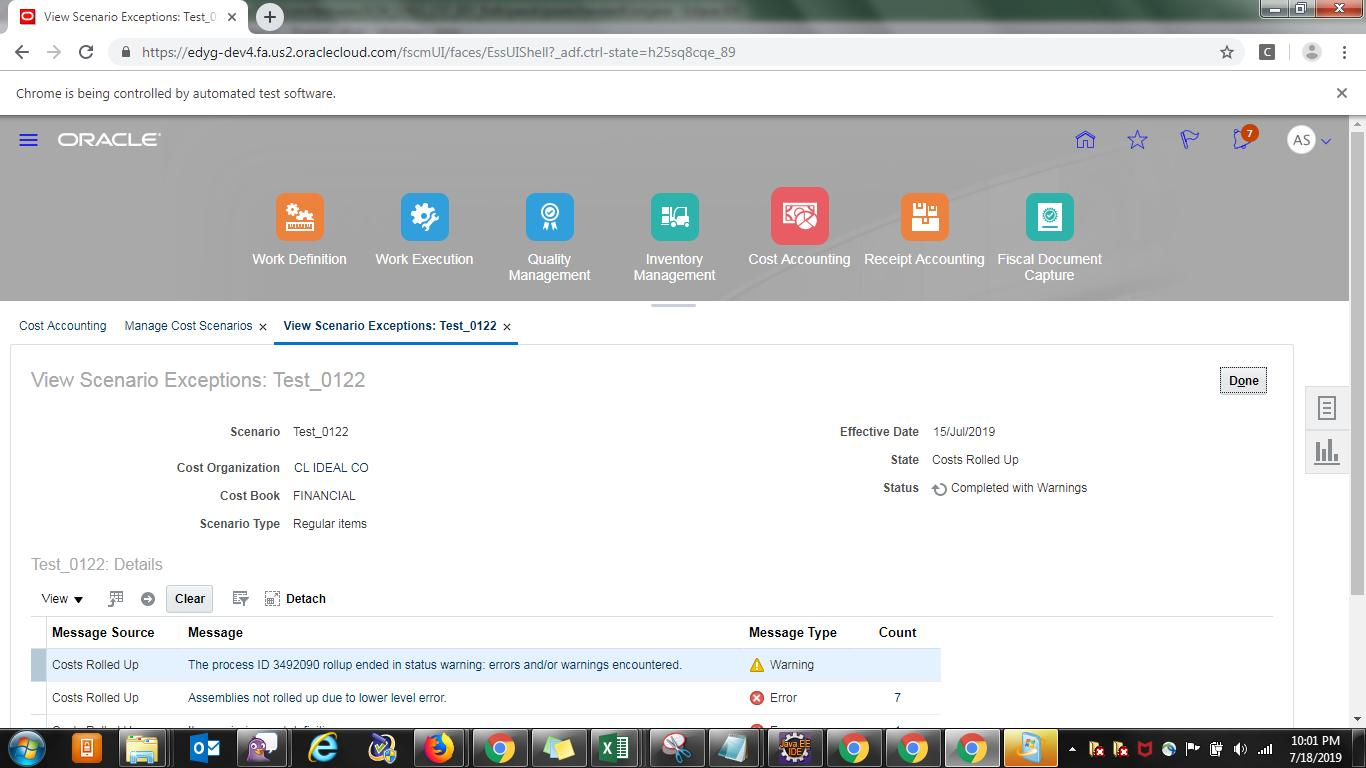 View Scenario Exceptions: Test_0
https://edyg-dev4.fa.us2.oraclecloud.com/fscmUI/faces/EssUIShell?_adf.ctrl-state=h25sq8cqe_89
C
Chrome is being controlled by automated test software.
ORACLE
7
AS
Work Definition
Work Execution
Quality Management
Inventory Management
Cost Accounting
Receipt Accounting
Fiscal Document Capture
Cost Accounting
Manage Cost Scenarios
View Scenario Exceptions: Test_0122
View Scenario Exceptions: Test_0122
Done
Scenario Test_0122
Cost Organization CL IDEAL CO
Cost Book FINANCIAL
Scenario Type Regular items
Effective Date 15/Jul/2019
State Costs Rolled Up
Status Completed with Warnings
Test_0122: Details
View
Clear
Detach
Message Source Message Message Type Count
Costs Rolled Up The process ID 3492090 rollup ended in status warning: errors and/or warnings encountered. Warning
Costs Rolled Up Assemblies not rolled up due to lower level error. Error 7
Java EE
IDE
10:01 PM
7/18/2019